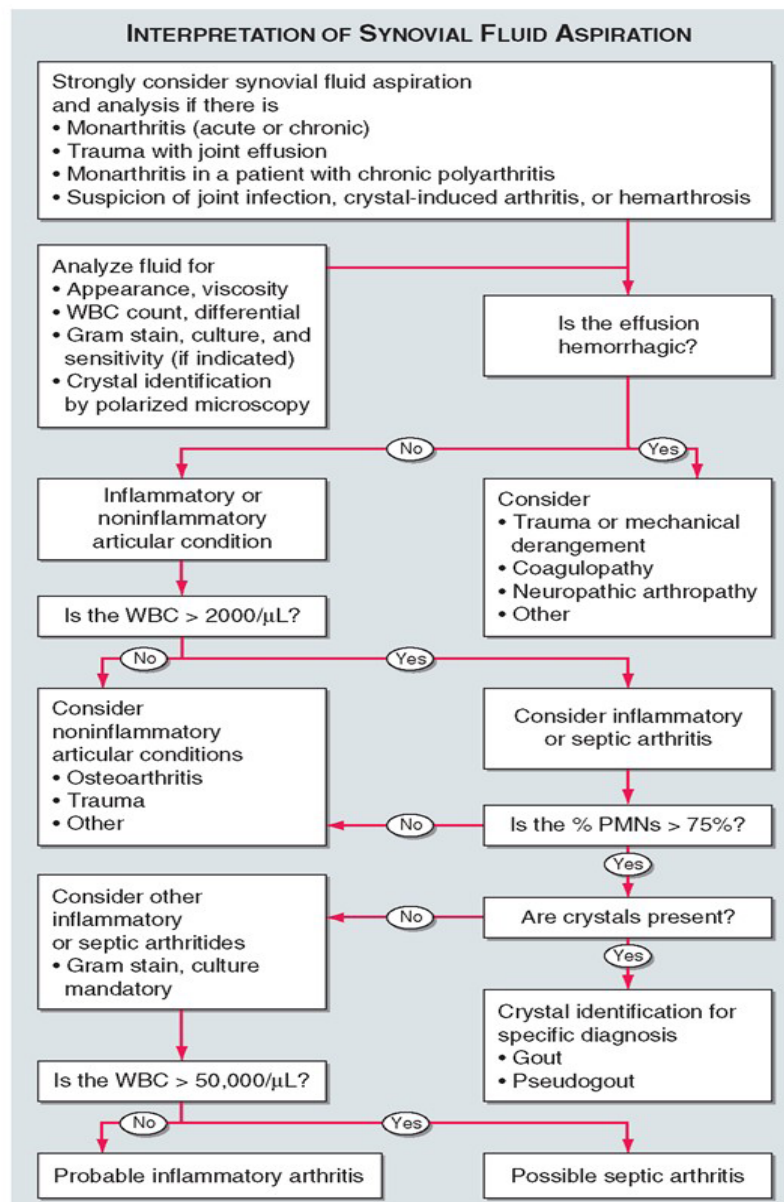 INTERPRETATION OF SYNOVIAL FLUID ASPIRATION
Strongly consider synovial fluid aspiration
and analysis if there is
• Monarthritis (acute or chronic)
• Trauma with joint effusion
• Monarthritis in a patient with chronic polyarthritis
• Suspicion of joint infection, crystal-induced arthritis, or hemarthrosis
Analyze fluid for
• Appearance, viscosity
• WBC count, differential
• Gram stain, culture, and
sensitivity (if indicated)
• Crystal identification
by polarized microscopy
Is the effusion
hemorrhagic?
No
Yes
Inflammatory or
noninflammatory
articular condition
Consider
• Trauma or mechanical
derangement
• Coagulopathy
• Neuropathic arthropathy
• Other
Is the WBC > 2000/μL?
No
Yes
Consider
noninflammatory
articular conditions
• Osteoarthritis
• Trauma
• Other
Consider inflammatory
or septic arthritis
Is the % PMNs > 75%?
No
Yes
Consider other
inflammatory
or septic arthritides
• Gram stain, culture
mandatory
Are crystals present?
No
Yes
Crystal identification for
specific diagnosis
• Gout
• Pseudogout
Is the WBC > 50,000/μL?
No
Yes
Probable inflammatory arthritis
Possible septic arthritis